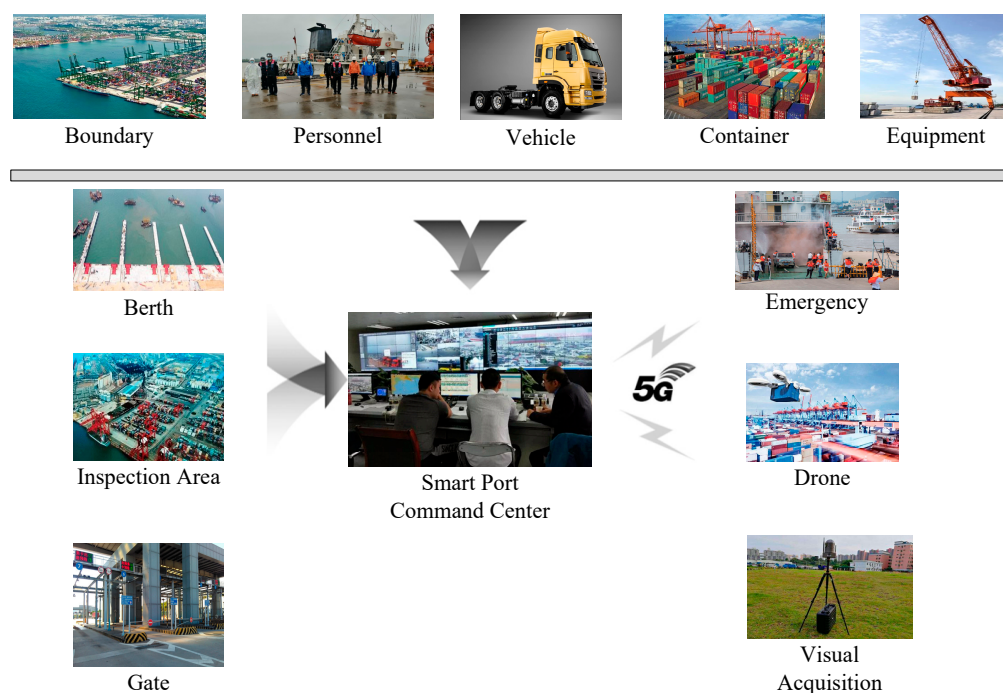 Boundary
Personnel
Vehicle
Container
Equipment
Berth
Emergency
5G
Inspection Area
Smart Port
Command Center
Drone
Gate
Visual
Acquisition